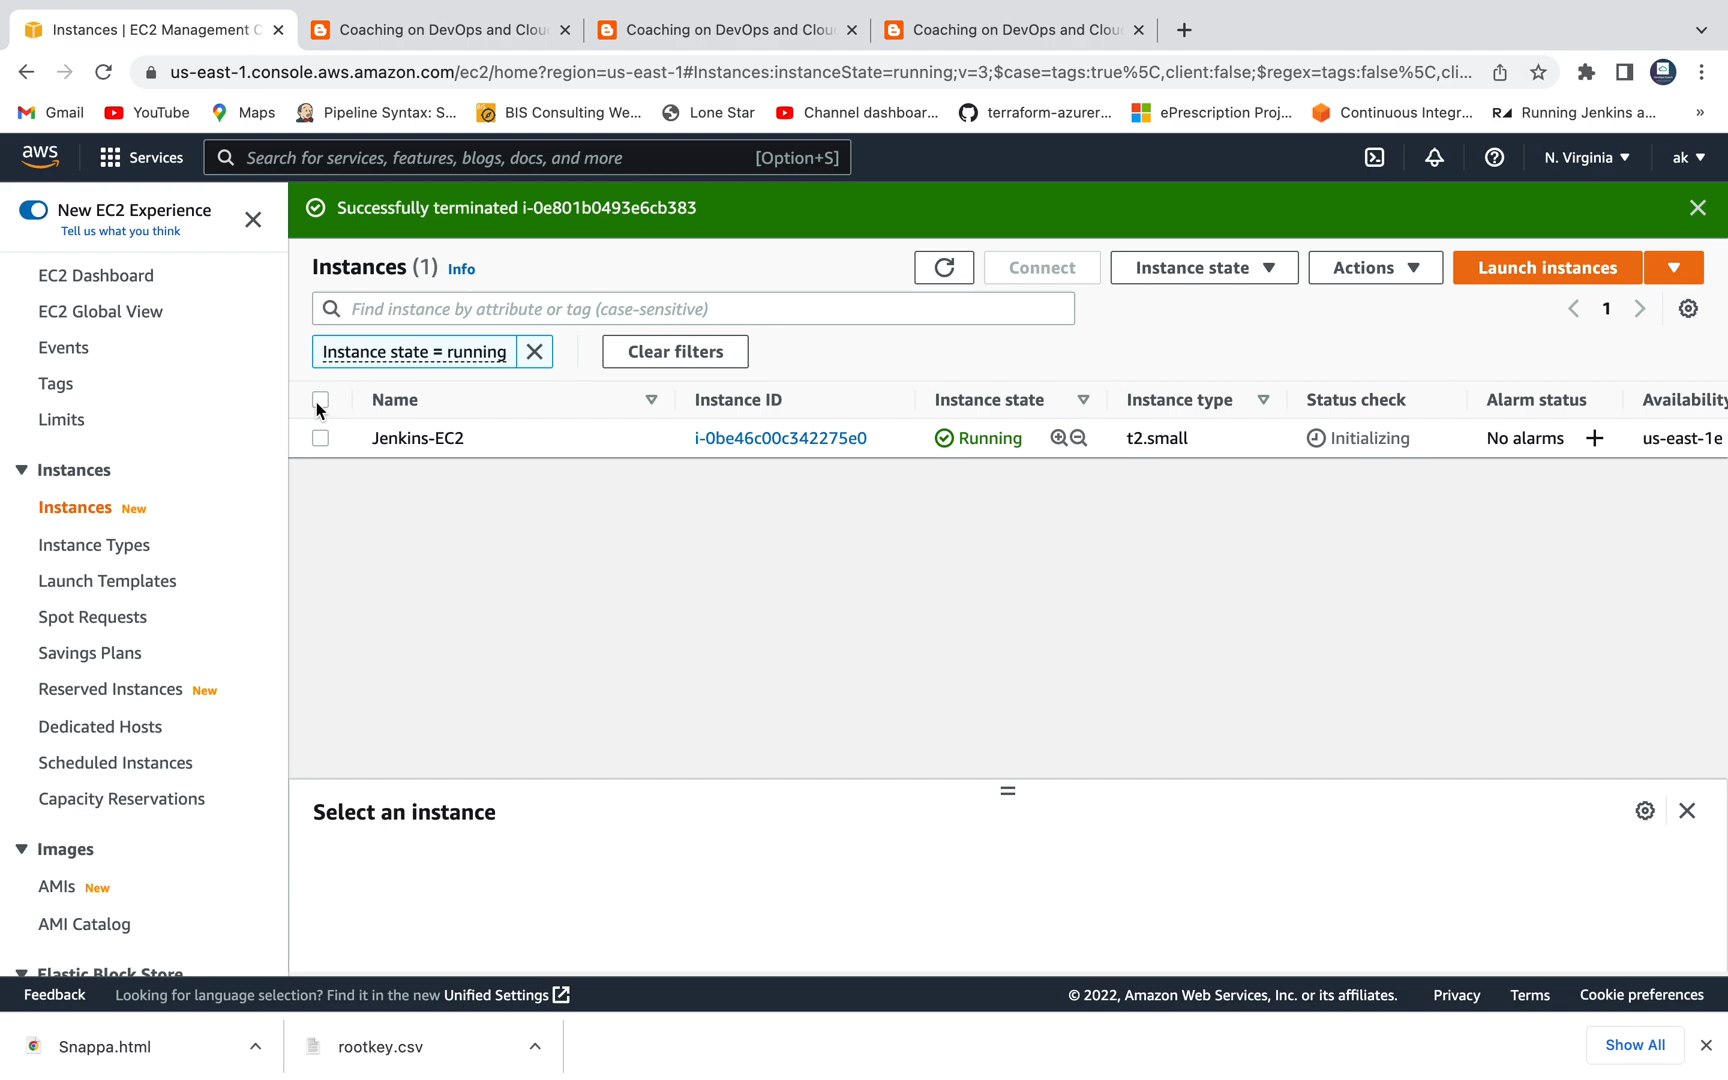 Instances | EC2 Management C
Coaching on DevOps and Clou
Coaching on DevOps and Clou
Coaching on DevOps and Clou
us-east-1.console.aws.amazon.com/ec2/home?region=us-east-1#Instances:instanceState=running;v=3;$case=tags:true%5C,client:false;$regex=tags:false%5C,cli...
Gmail YouTube Maps Pipeline Syntax: S... BIS Consulting We... Lone Star Channel dashboar... terraform-azurer... ePrescription Proj... Continuous Integr... Running Jenkins a... »
aws Services Search for services, features, blogs, docs, and more [Option+S] N. Virginia ak
New EC2 Experience
Tell us what you think
EC2 Dashboard
EC2 Global View
Events
Tags
Limits
Instances
Instances New
Instance Types
Launch Templates
Spot Requests
Savings Plans
Reserved Instances New
Dedicated Hosts
Scheduled Instances
Capacity Reservations
Images
AMIs New
AMI Catalog
Elastic Block Store
Successfully terminated i-0e801b0493e6cb383
Instances (1) Info Connect Instance state Actions Launch instances
Find instance by attribute or tag (case-sensitive) 1
Instance state = running Clear filters
Name Instance ID Instance state Instance type Status check Alarm status Availability
Jenkins-EC2 i-0be46c00c342275e0 Running t2.small Initializing No alarms + us-east-1e
Select an instance
Feedback Looking for language selection? Find it in the new Unified Settings © 2022, Amazon Web Services, Inc. or its affiliates. Privacy Terms Cookie preferences
Snappa.html rootkey.csv Show All